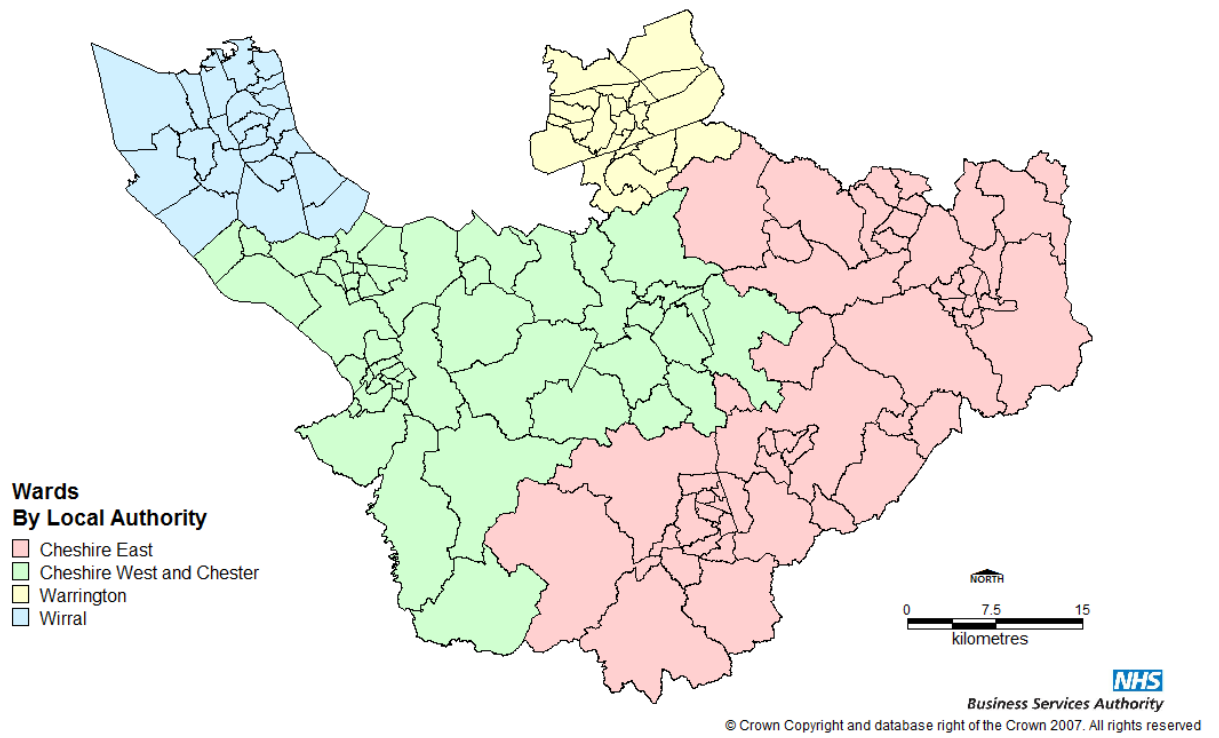 Wards
By Local Authority
Cheshire East
Cheshire West and Chester
Warrington
Wirral
NORTH
0 7.5 15
kilometres
NHS
Business Services Authority
© Crown Copyright and database right of the Crown 2007. All rights reserved